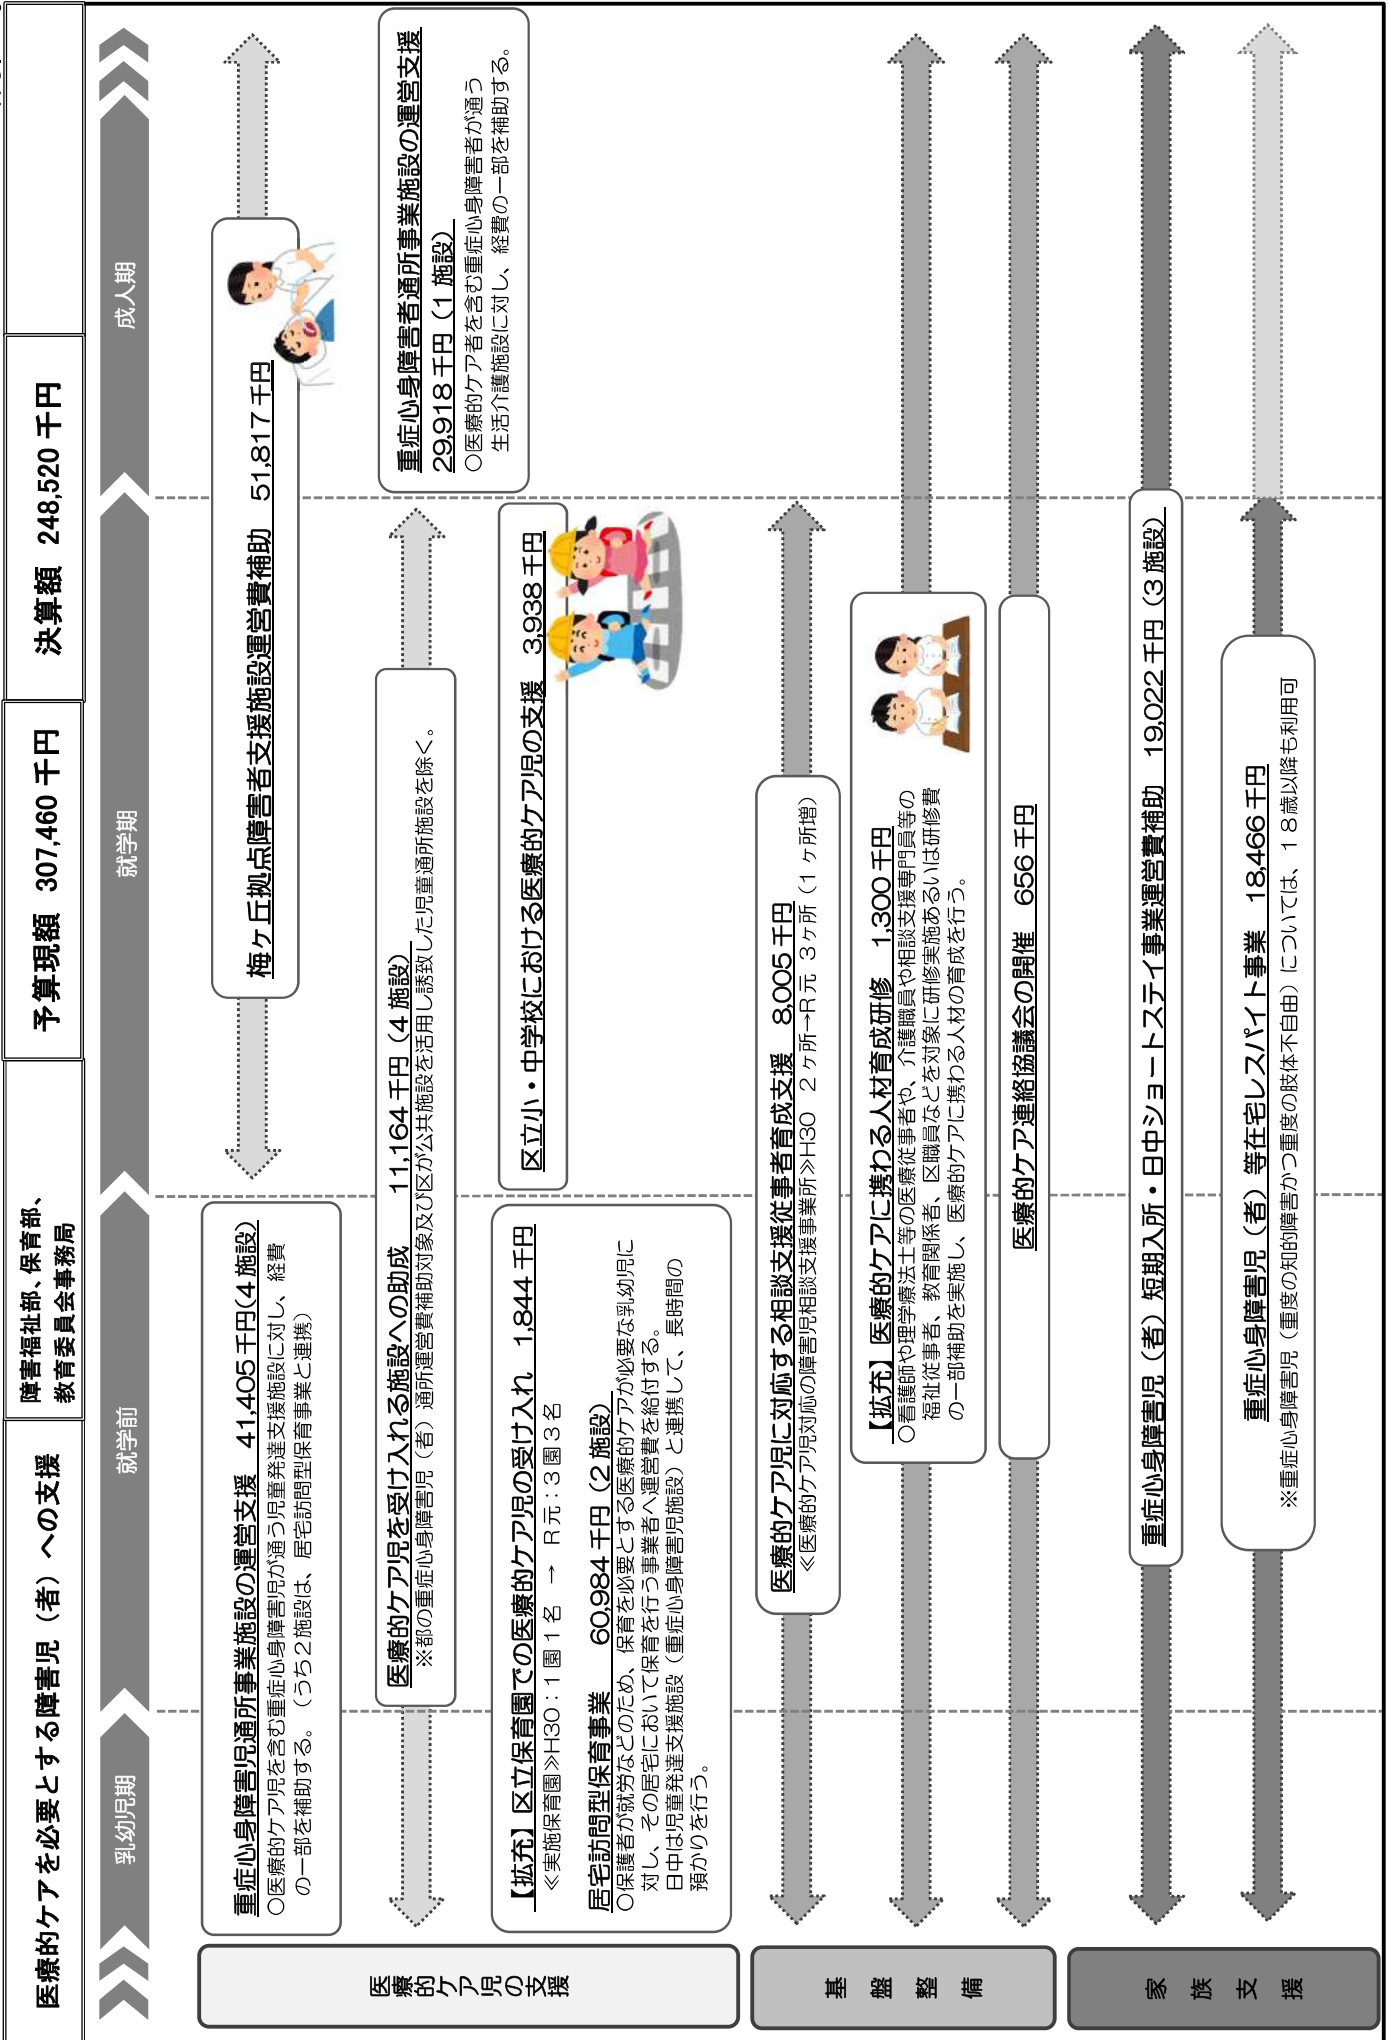 医療的ケアを必要とする障害児（者）への支援
障害福祉部、保育部、
教育委員会事務局
予算現額 307,460 千円
決算額 248,520 千円
乳幼児期
就学前
就学期
成人期
医療的ケア児の支援
重症心身障害児通所事業施設の運営支援 41,405千円(4施設)
○医療的ケア児を含む重症心身障害児が通う児童発達支援施設に対し、経費
の一部を補助する。（うち２施設は、居宅訪問型保育事業と連携）
梅ヶ丘拠点障害者支援施設運営費補助 51,817千円
医療的ケア児を受け入れる施設への助成 11,164千円（4施設）
※都の重症心身障害児（者）通所運営費補助対象及び区が公共施設を活用し誘致した児童通所施設を除く。
重症心身障害者通所事業施設の運営支援
29,918千円（1施設）
○医療的ケア者を含む重症心身障害者が通う
生活介護施設に対し、経費の一部を補助する。
【拡充】区立保育園での医療的ケア児の受け入れ 1,844千円
≪実施保育園≫H30：1園1名 → R元：3園3名
居宅訪問型保育事業 60,984千円（2施設）
○保護者が就労などのため、保育を必要とする医療的ケアが必要な乳幼児に
対し、その居宅において保育を行う事業者へ運営費を給付する。
日中は児童発達支援施設（重症心身障害児施設）と連携して、長時間の
預かりを行う。
区立小・中学校における医療的ケア児の支援 3,938千円
基盤整備
医療的ケア児に対応する相談支援従事者育成支援 8,005千円
≪医療的ケア児対応の障害児相談支援事業所≫H30 2ヶ所→R元 3ヶ所（1ヶ所増）
【拡充】医療的ケアに携わる人材育成研修 1,300千円
○看護師や理学療法士等の医療従事者や、介護職員や相談支援専門員等の
福祉従事者、教育関係者、区職員などを対象に研修実施あるいは研修費
の一部補助を実施し、医療的ケアに携わる人材の育成を行う。
医療的ケア連絡協議会の開催 656千円
家族支援
重症心身障害児（者）短期入所・日中ショートステイ事業運営費補助 19,022千円（3施設）
重症心身障害児（者）等在宅レスパイト事業 18,466千円
※重症心身障害児（重度の知的障害かつ重度の肢体不自由）については、１８歳以降も利用可